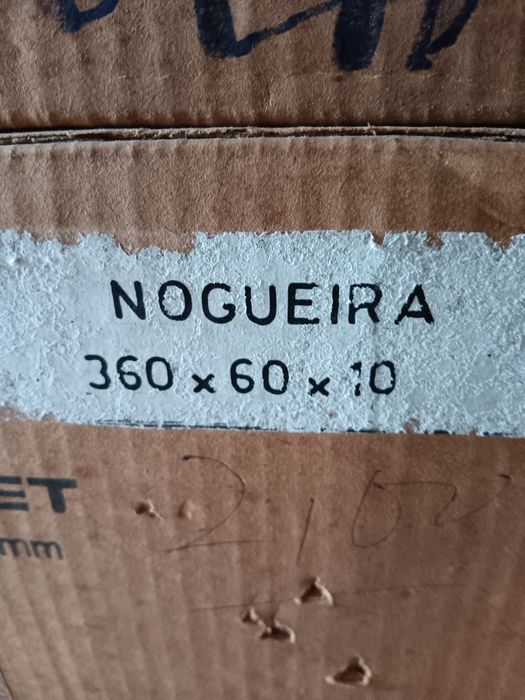 NOGUEIRA
360 x 60 x 10
ET
mm